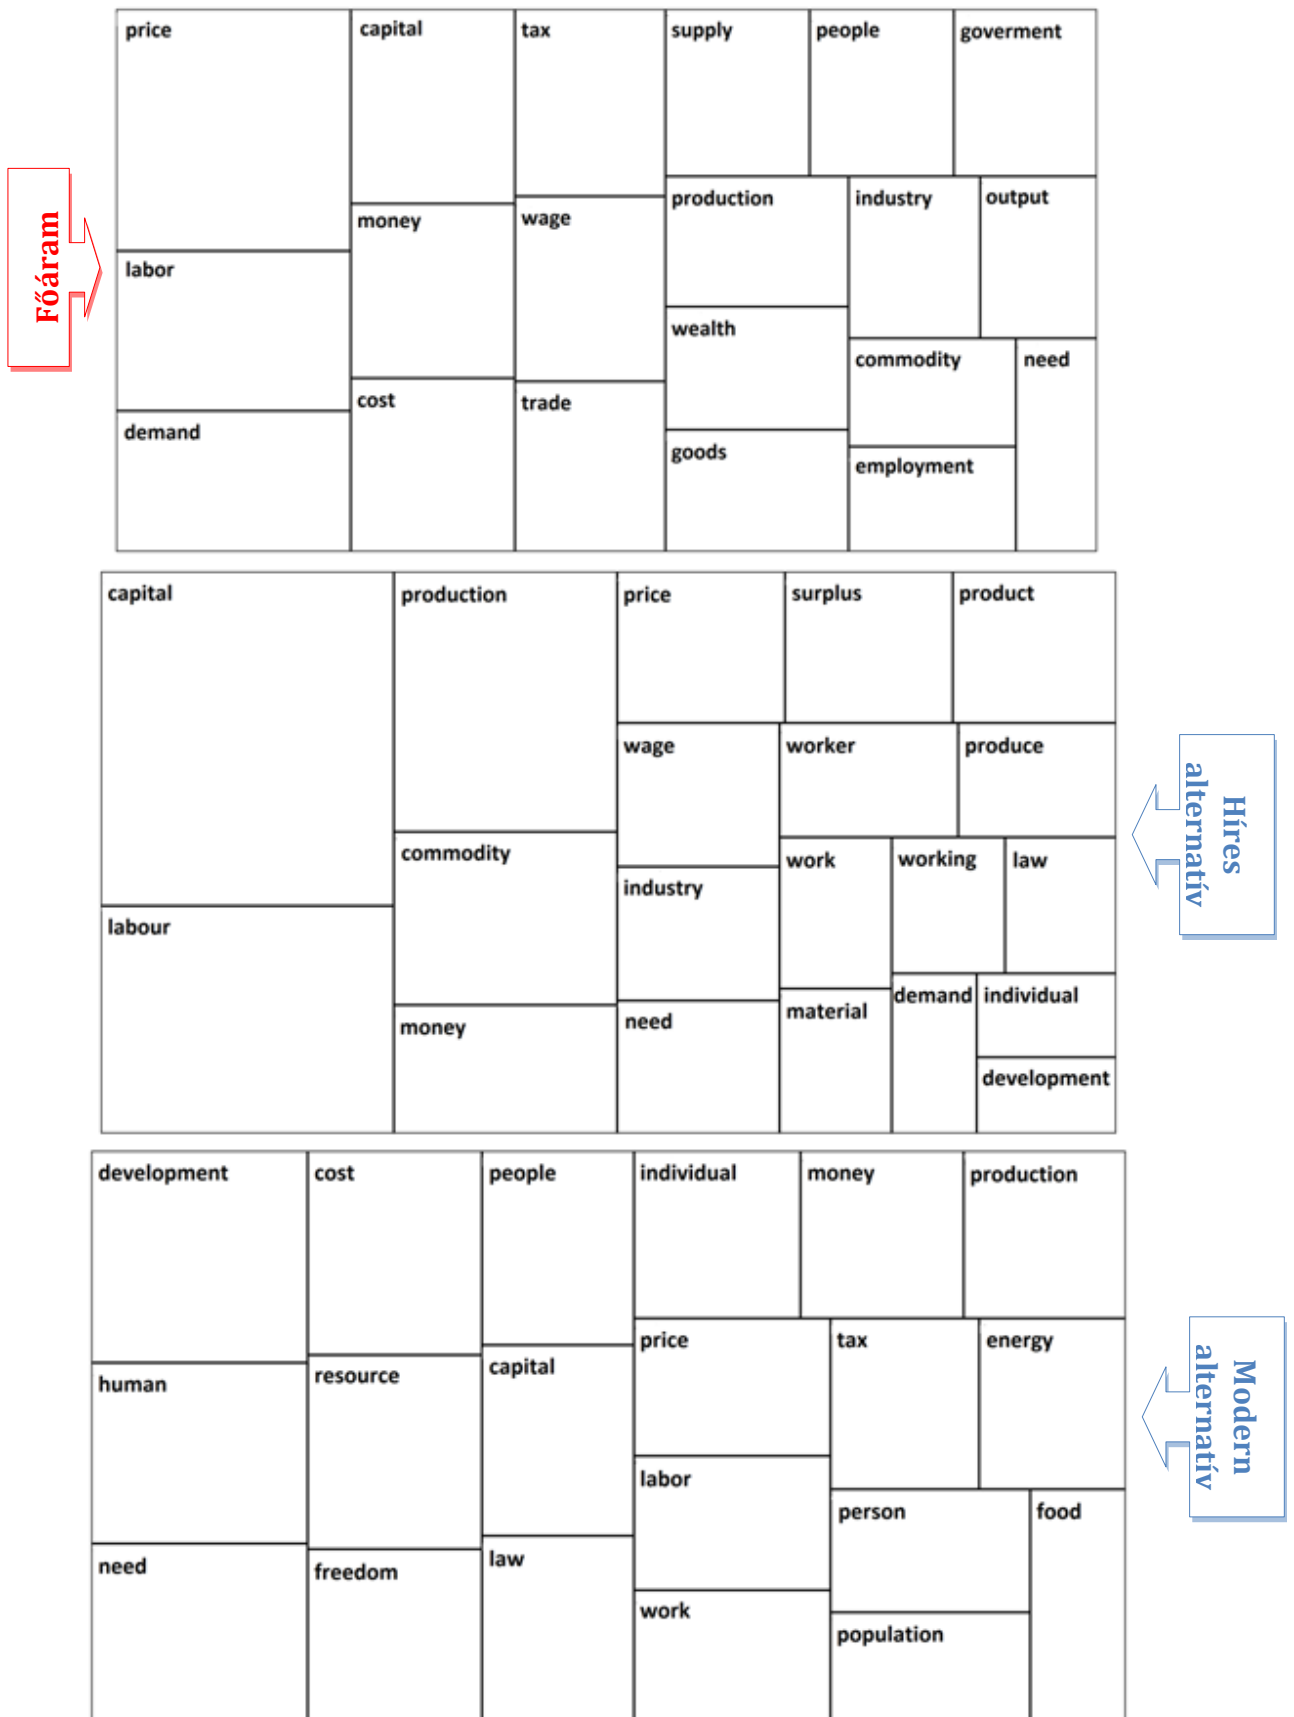 price
capital
tax
supply
people
goverment
Főáram
labor
money
wage
production
industry
output
demand
cost
trade
wealth
goods
commodity
need
employment
capital
production
price
surplus
product
Híres
alternatív
labour
commodity
money
wage
worker
produce
industry
need
work
working
law
material
demand
individual
development
development
cost
people
individual
money
production
Modern
alternatív
human
resource
capital
price
tax
energy
need
freedom
law
labor
work
person
food
population